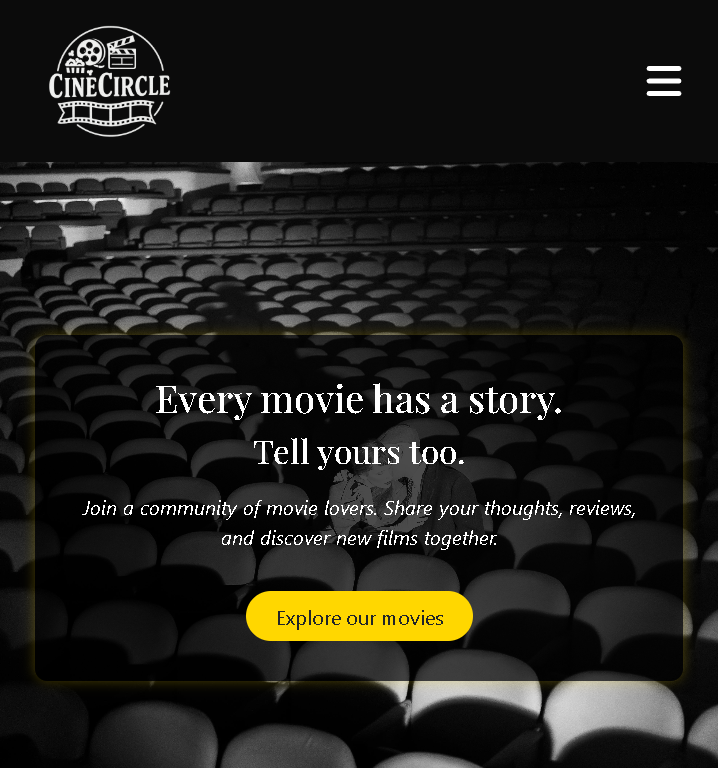 CINECIRCLE
Every movie has a story.
Tell yours too.
Join a community of movie lovers. Share your thoughts, reviews,
and discover new films together.
Explore our movies